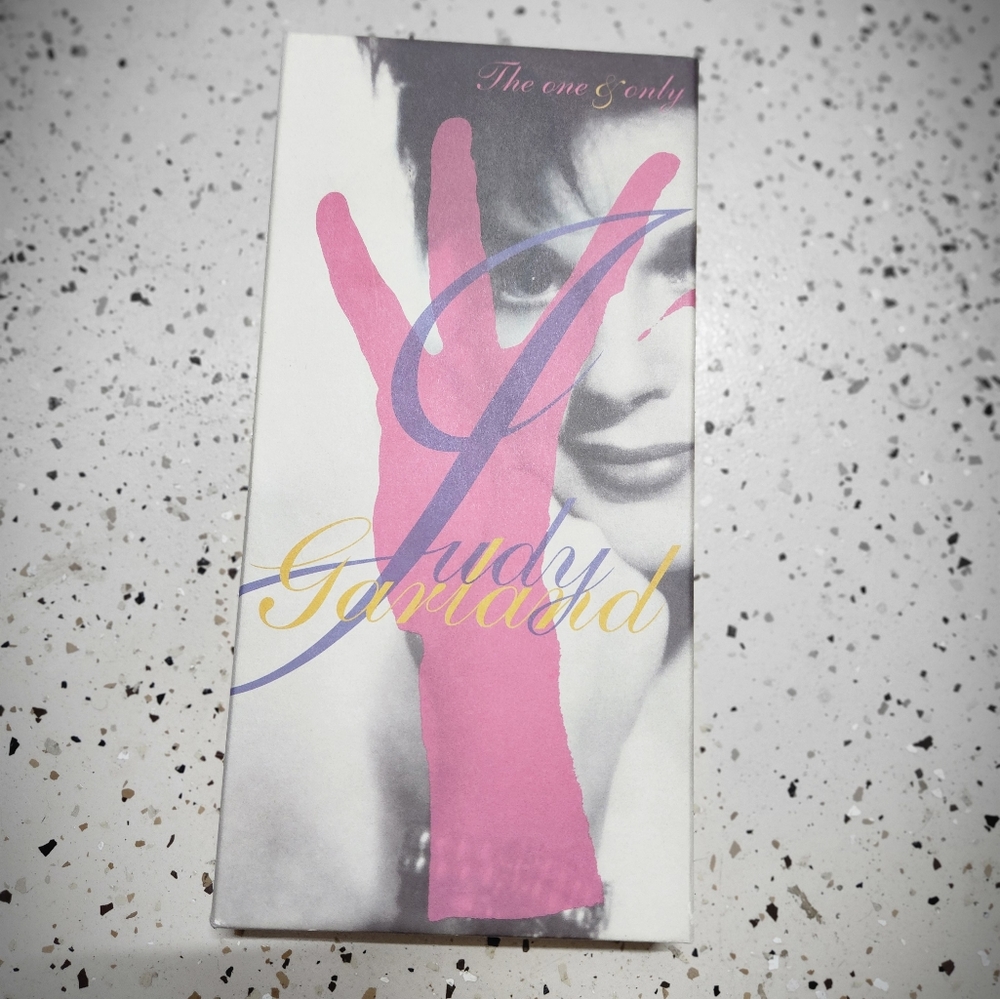 The one & only
Judy
Garland